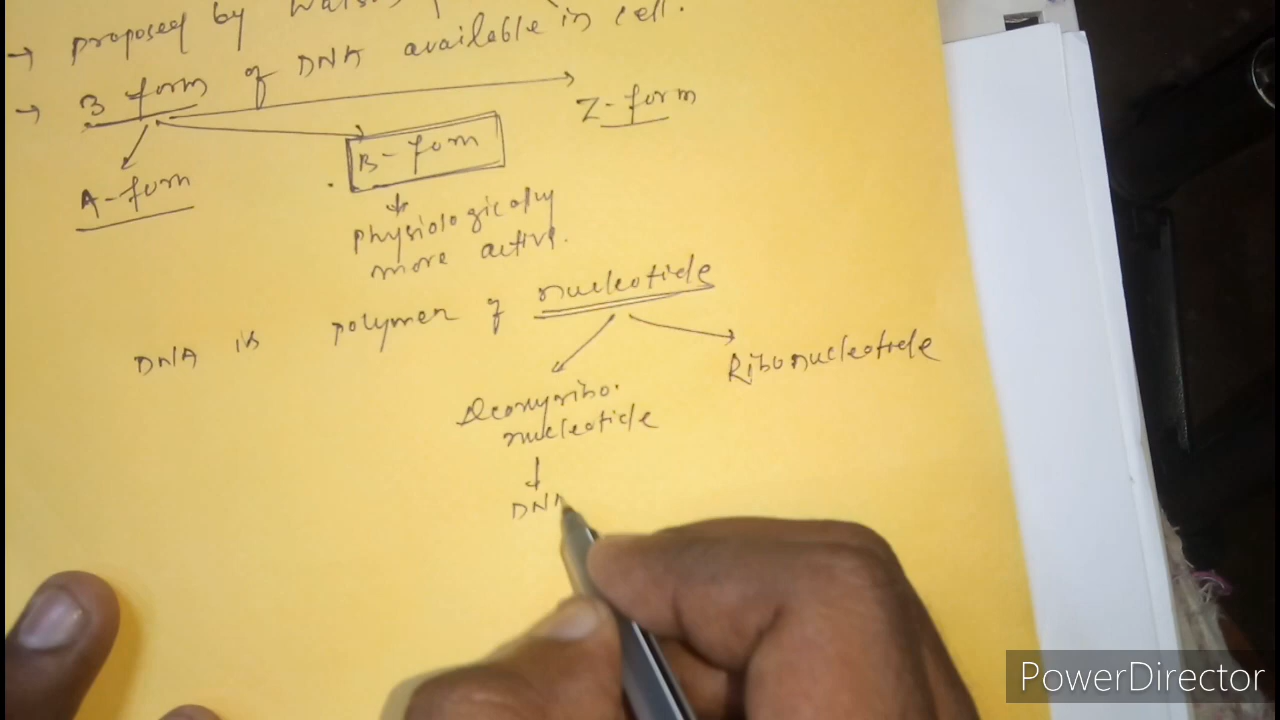 → proposed by
→ 3 form of DNA available in cell.
A-form
B-form
Z-form
physiologically
more active.
DNA is polymer of nucleotide
Deoxyribo.
nucleotide
Ribonucleotide
DNA
PowerDirector